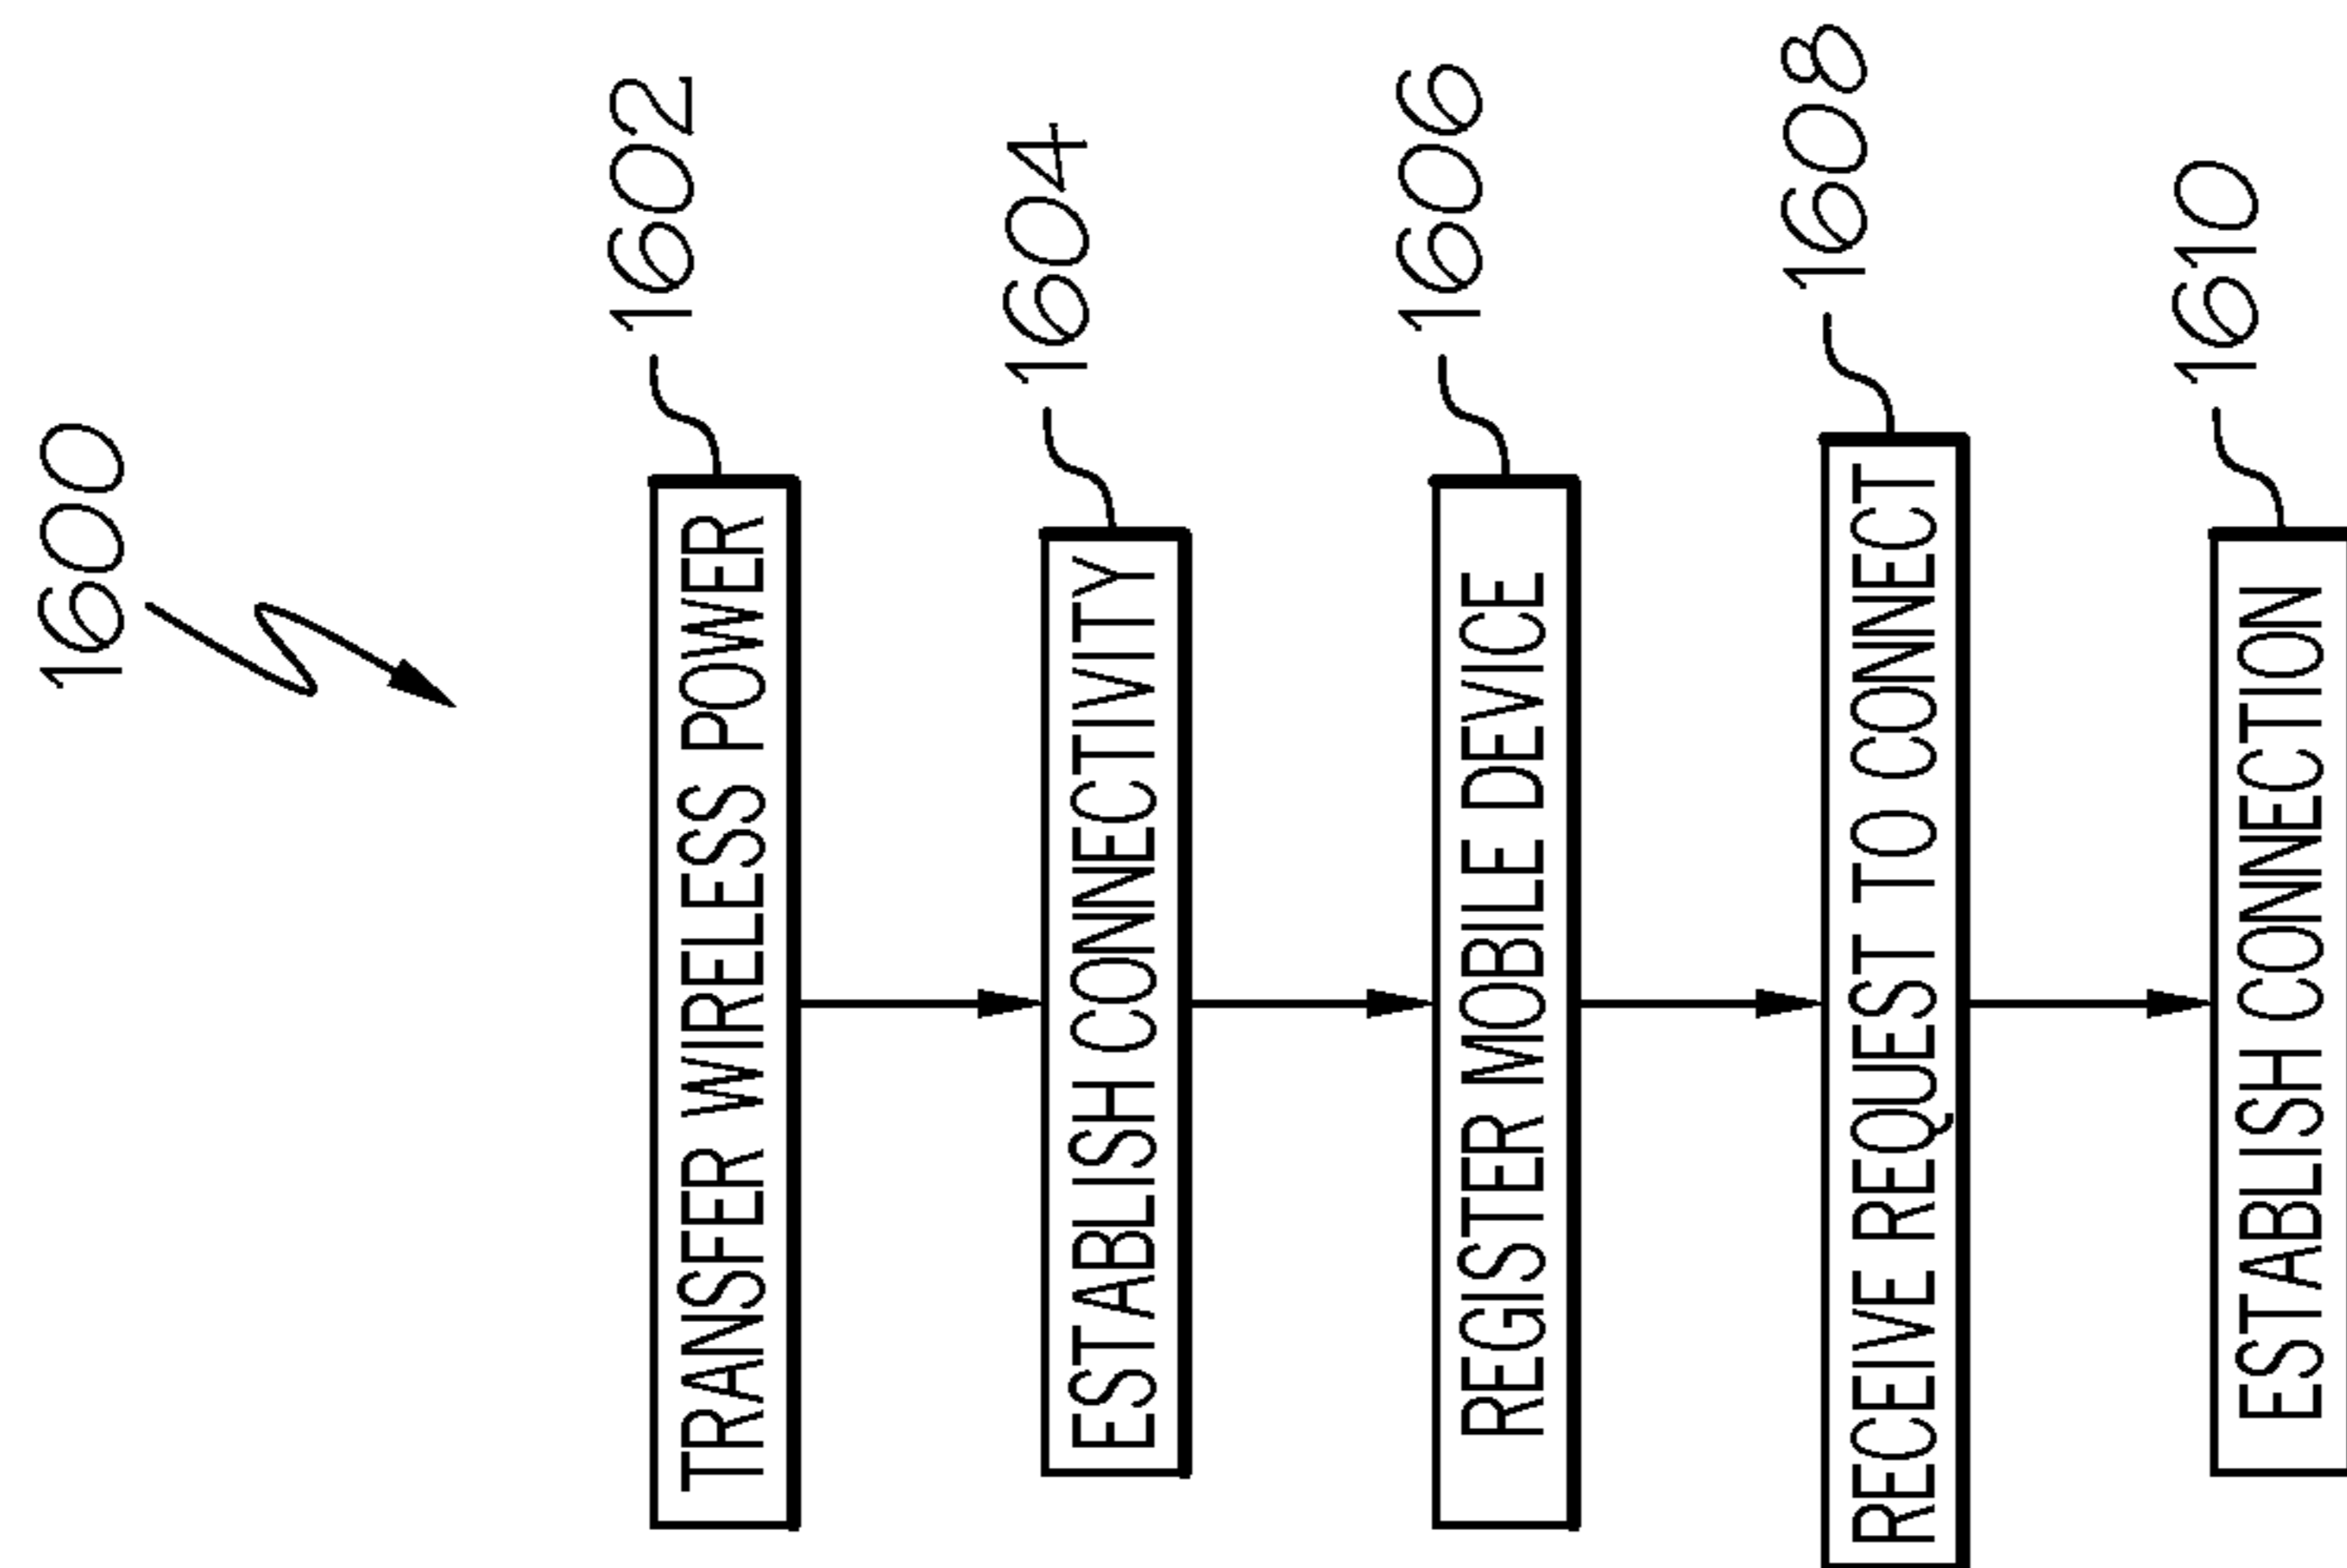 1600
TRANSFER WIRELESS POWER
1602
ESTABLISH CONNECTIVITY
1604
REGISTER MOBILE DEVICE
1606
RECEIVE REQUEST TO CONNECT
1608
ESTABLISH CONNECTION
1610